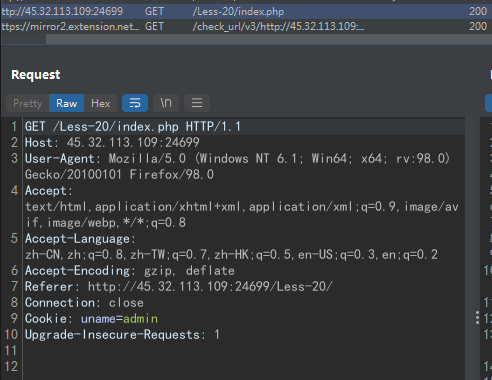 ttp://45.32.113.109:24699 GET /Less-20/index.php 200
ttps://mirror2.extension.net... GET /check_url/v3/http://45.32.113.109:... 200
Request
Pretty Raw Hex \n
1 GET /Less-20/index.php HTTP/1.1
2 Host: 45.32.113.109:24699
3 User-Agent: Mozilla/5.0 (Windows NT 6.1; Win64; x64; rv:98.0)
Gecko/20100101 Firefox/98.0
4 Accept:
text/html,application/xhtml+xml,application/xml;q=0.9,image/av
if,image/webp,*/*;q=0.8
5 Accept-Language:
zh-CN,zh;q=0.8,zh-TW;q=0.7,zh-HK;q=0.5,en-US;q=0.3,en;q=0.2
6 Accept-Encoding: gzip, deflate
7 Referer: http://45.32.113.109:24699/Less-20/
8 Connection: close
9 Cookie: uname=admin
10 Upgrade-Insecure-Requests: 1
11
12